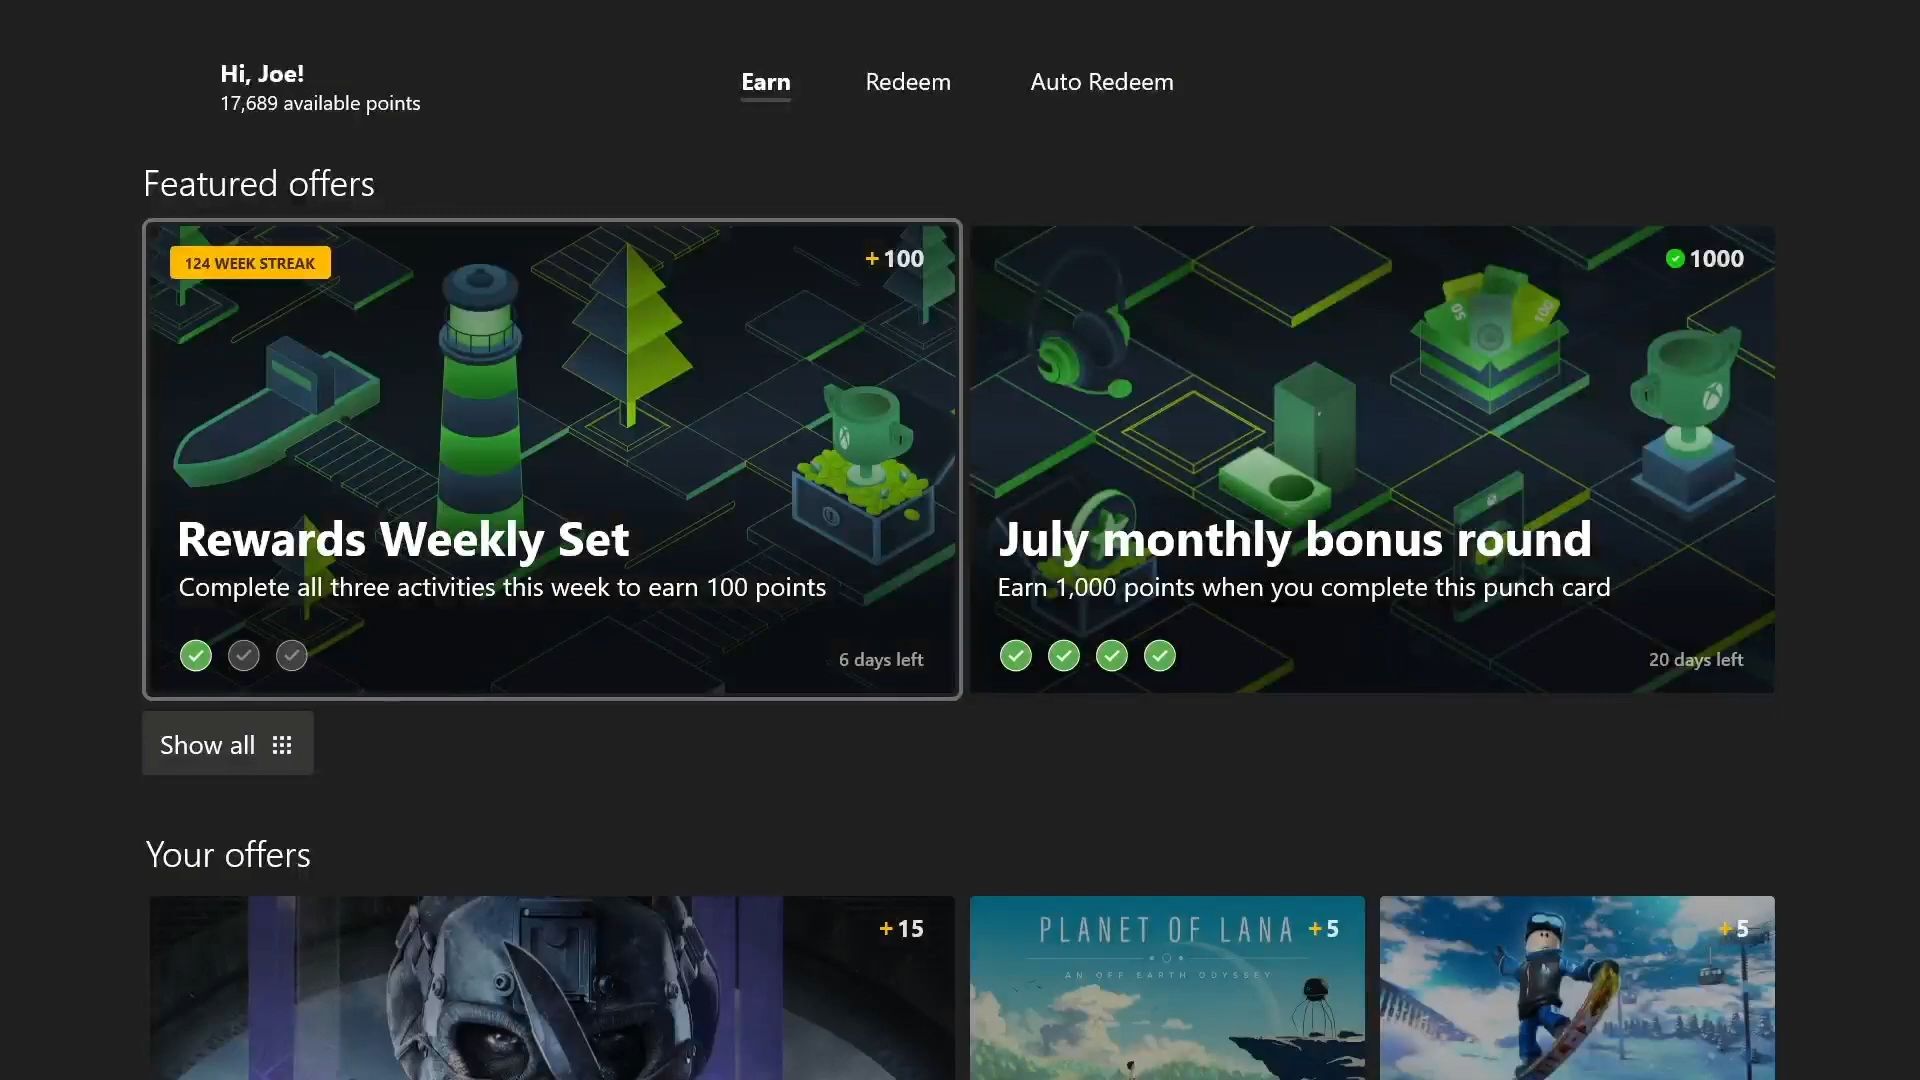 Hi, Joe!
17,689 available points
Earn
Redeem
Auto Redeem
Featured offers
124 WEEK STREAK
+100
Rewards Weekly Set
Complete all three activities this week to earn 100 points
6 days left
1000
50
100
July monthly bonus round
Earn 1,000 points when you complete this punch card
20 days left
Show all
Your offers
+15
PLANET OF LANA
AN OFF EARTH ODYSSEY
+5
+5